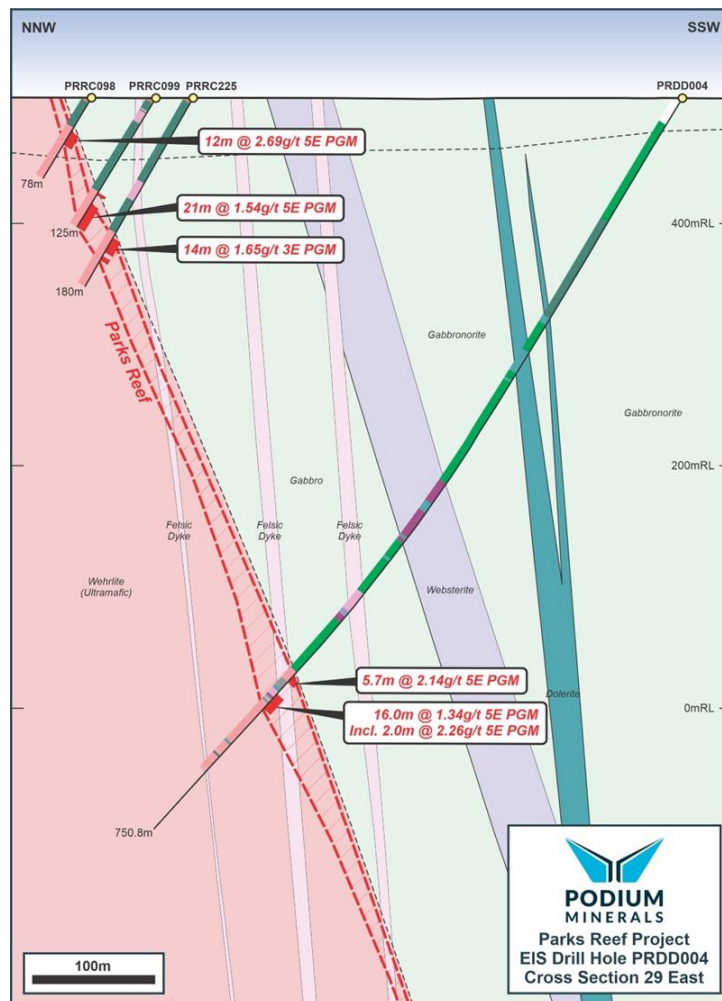 NNW
SSW
PRRC098
PRRC099
PRRC225
PRDD004
12m @ 2.69g/t 5E PGM
78m
21m @ 1.54g/t 5E PGM
400mRL
125m
14m @ 1.65g/t 3E PGM
180m
Parks Reef
Gabbronorite
Gabbronorite
200mRL
Gabbro
Felsic
Dyke
Felsic
Dyke
Felsic
Dyke
Wehrlite
(Ultramafic)
Websterite
5.7m @ 2.14g/t 5E PGM
Dolerite
16.0m @ 1.34g/t 5E PGM
Incl. 2.0m @ 2.26g/t 5E PGM
0mRL
750.8m
PODIUM
MINERALS
Parks Reef Project
EIS Drill Hole PRDD004
Cross Section 29 East
100m